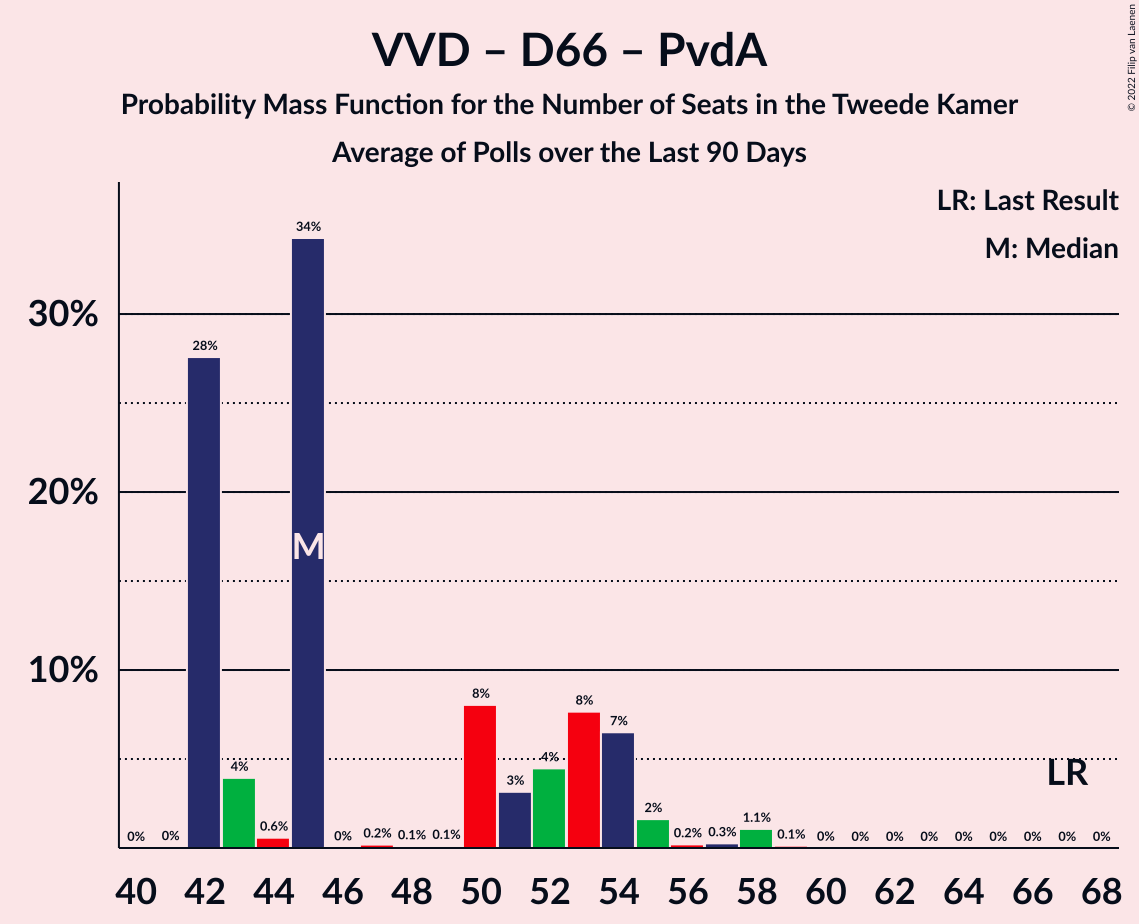 VVD – D66 – PvdA
Probability Mass Function for the Number of Seats in the Tweede Kamer
Average of Polls over the Last 90 Days
© 2022 Filip van Laenen
LR: Last Result
M: Median
30%
20%
10%
0% 0% 28% 4% 0.6% 34% 0% 0.2% 0.1% 0.1% 8% 3% 4% 8% 7% 2% 0.2% 0.3% 1.1% 0.1% 0% 0% 0% 0% 0% 0% 0% 0% 0%
M
LR
40 42 44 46 48 50 52 54 56 58 60 62 64 66 68